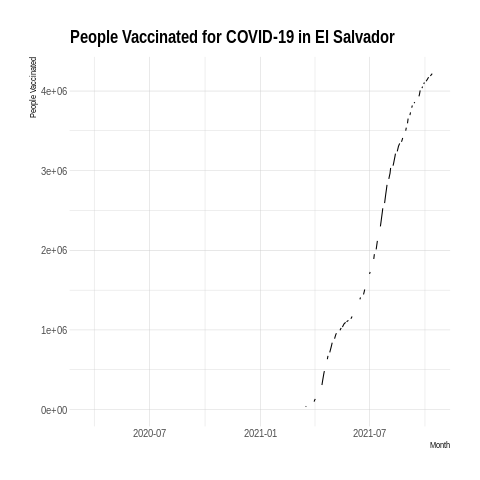 People Vaccinated for COVID-19 in El Salvador
People Vaccinated
4e+06
3e+06
2e+06
1e+06
0e+00
2020-07
2021-01
2021-07
Month